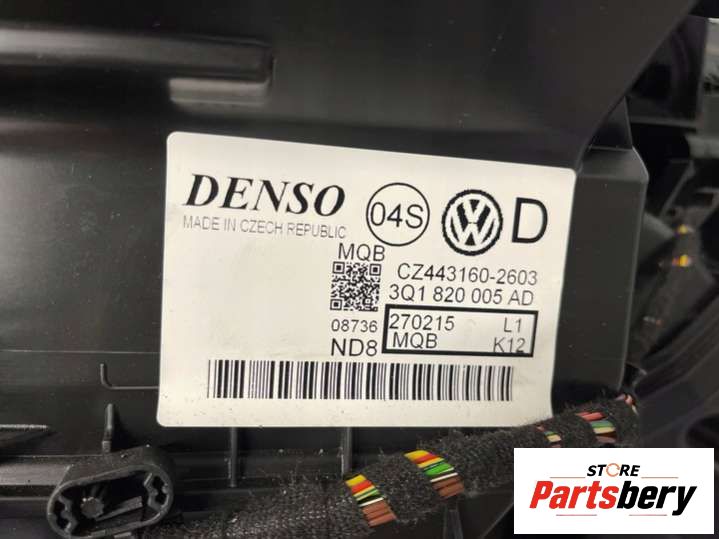 DENSO
MADE IN CZECH REPUBLIC
04S
VW
D
MQB
CZ443160-2603
3Q1 820 005 AD
08736
270215 L1
MQB K12
ND8
STORE
Partsbery